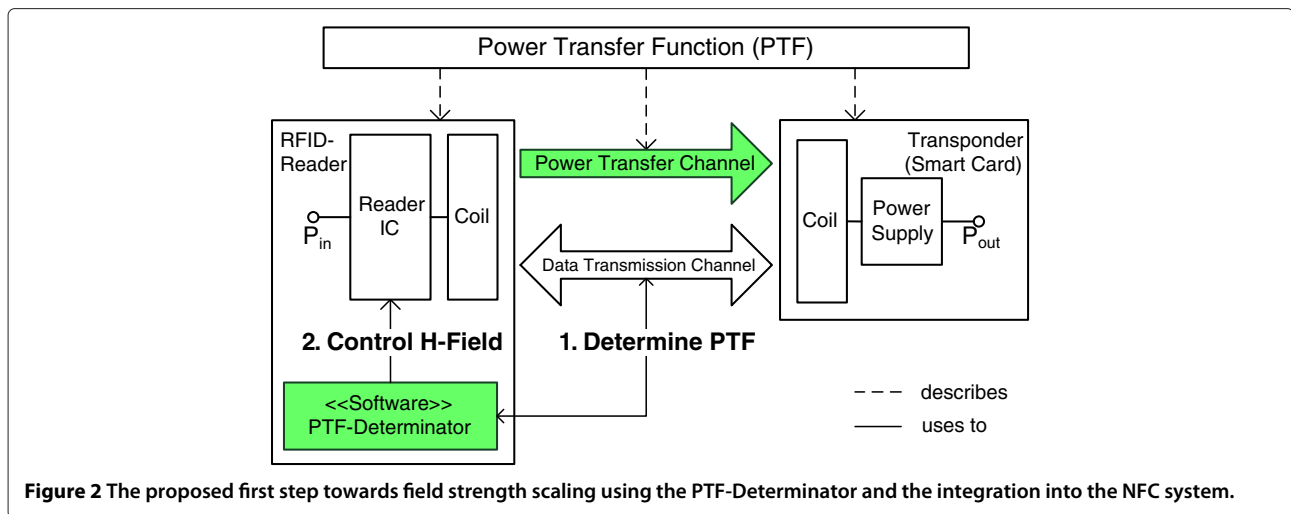 Power Transfer Function (PTF)
RFID-
Reader
Reader
IC
Coil
P_in
Power Transfer Channel
Data Transmission Channel
Transponder
(Smart Card)
Coil
Power
Supply
P_out
2. Control H-Field
1. Determine PTF
<<Software>>
PTF-Determinator
describes
uses to
Figure 2 The proposed first step towards field strength scaling using the PTF-Determinator and the integration into the NFC system.